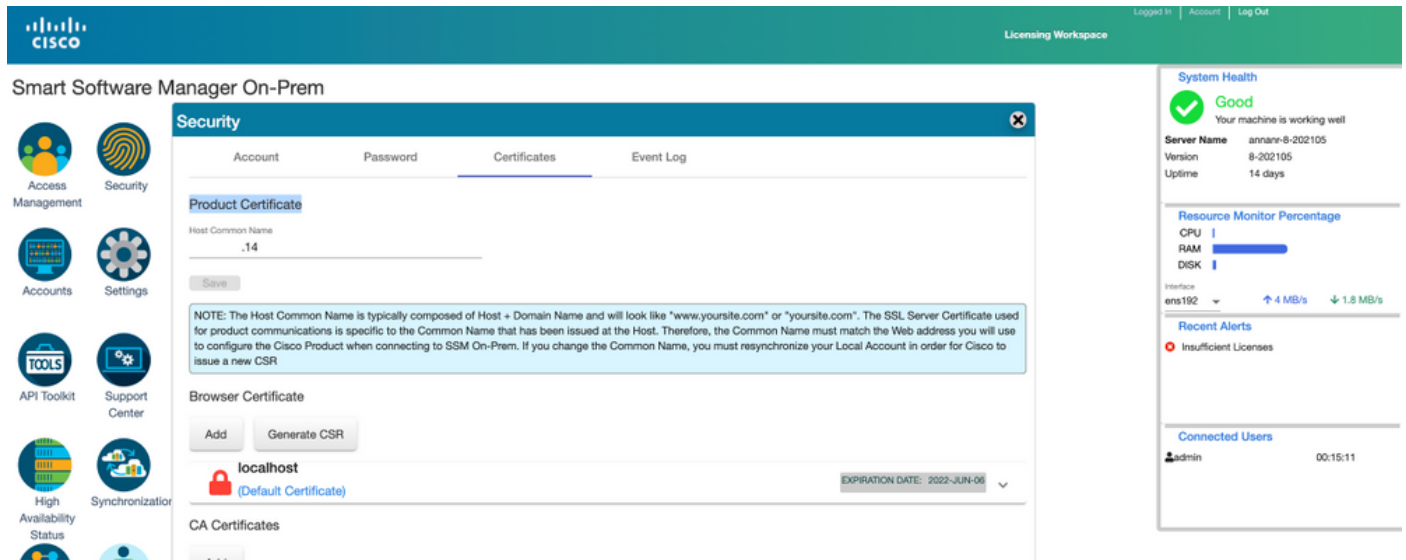 Logged In | Account | Log Out
CISCO
Licensing Workspace
Smart Software Manager On-Prem
Access
Management
Security
Accounts
Settings
TOOLS
API Toolkit
Support
Center
High
Availability
Status
Synchronization
Security
Account
Password
Certificates
Event Log
Product Certificate
Host Common Name
.14
Save
NOTE: The Host Common Name is typically composed of Host + Domain Name and will look like "www.yoursite.com" or "yoursite.com". The SSL Server Certificate used
for product communications is specific to the Common Name that has been issued at the Host. Therefore, the Common Name must match the Web address you will use
to configure the Cisco Product when connecting to SSM On-Prem. If you change the Common Name, you must resynchronize your Local Account in order for Cisco to
issue a new CSR
Browser Certificate
Add
Generate CSR
localhost
(Default Certificate)
EXPIRATION DATE: 2022-JUN-06
CA Certificates
System Health
Good
Your machine is working well
Server Name annanr-8-202105
Version 8-202105
Uptime 14 days
Resource Monitor Percentage
CPU
RAM
DISK
Interface
ens192
4 MB/s
1.8 MB/s
Recent Alerts
Insufficient Licenses
Connected Users
admin 00:15:11